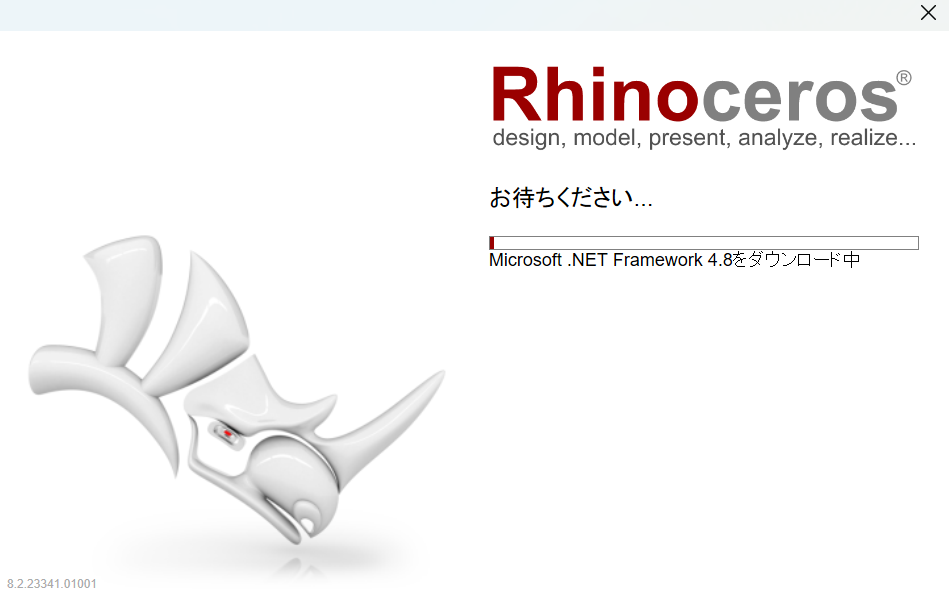 Rhinoceros®
design, model, present, analyze, realize...
お待ちください...
Microsoft .NET Framework 4.8をダウンロード中
8.2.23341.01001